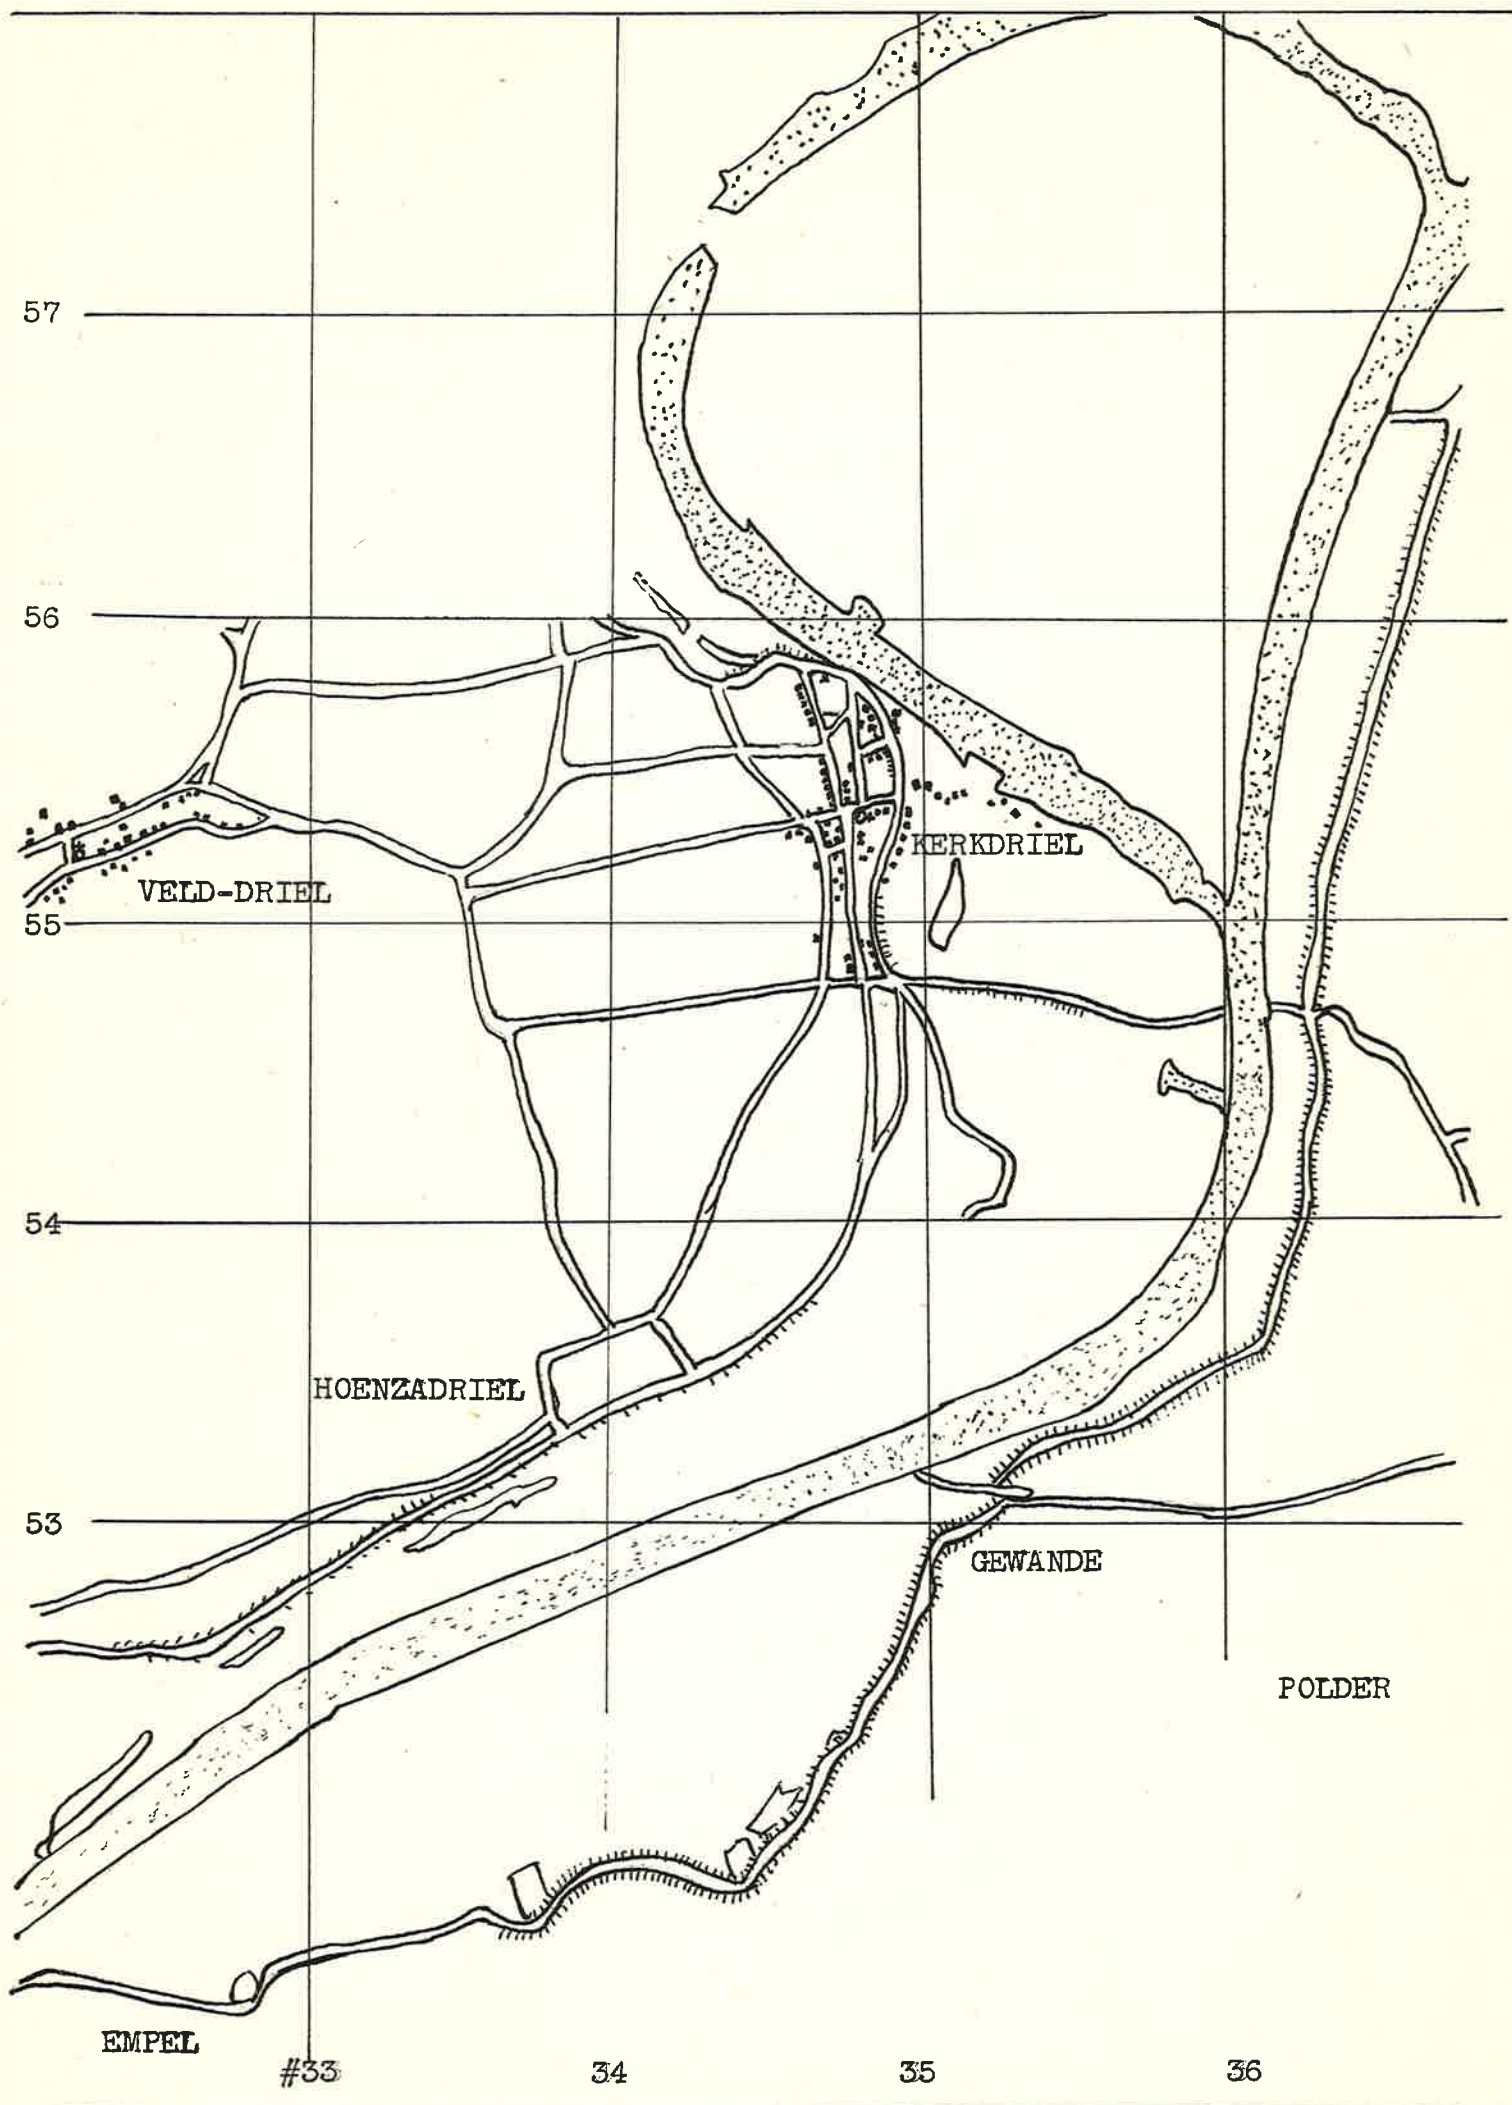 57
56
KERKDRIEL
VELD-DRIEL
55
54
HOENZADRIEL
53
GEWANDE
POLDER
EMPEL
#33 34 35 36